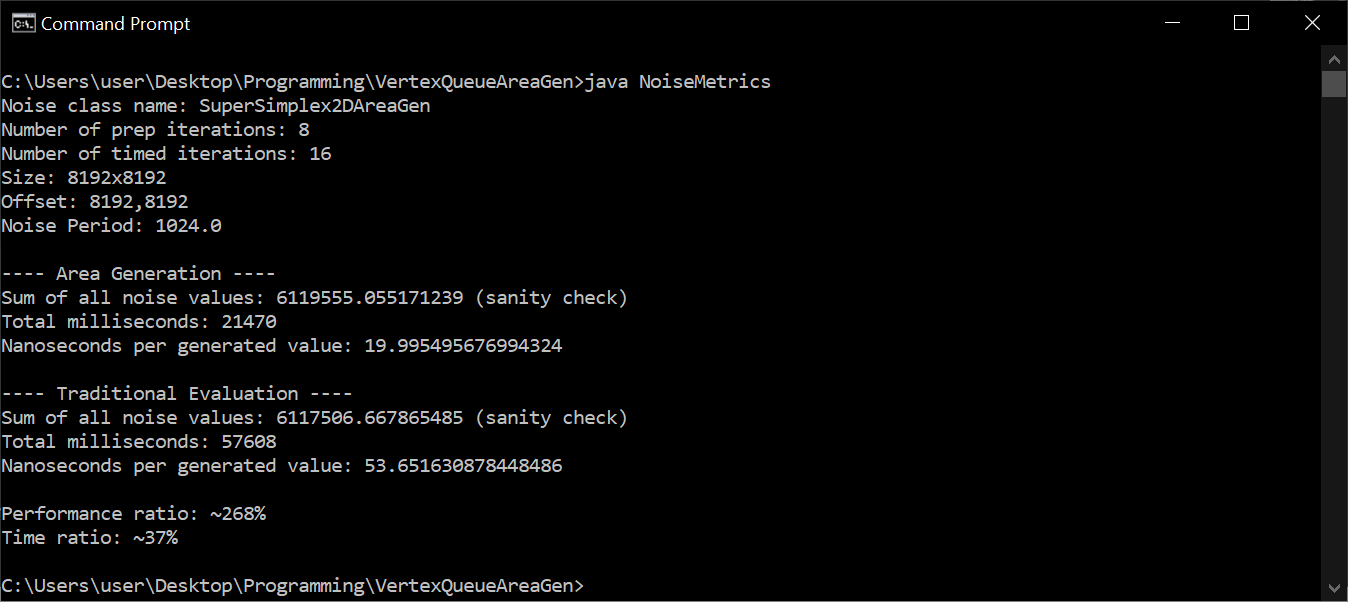 Command Prompt
C:\Users\user\Desktop\Programming\VertexQueueAreaGen>java NoiseMetrics
Noise class name: SuperSimplex2DAreaGen
Number of prep iterations: 8
Number of timed iterations: 16
Size: 8192x8192
Offset: 8192,8192
Noise Period: 1024.0
---- Area Generation ----
Sum of all noise values: 6119555.055171239 (sanity check)
Total milliseconds: 21470
Nanoseconds per generated value: 19.995495676994324
---- Traditional Evaluation ----
Sum of all noise values: 6117506.667865485 (sanity check)
Total milliseconds: 57608
Nanoseconds per generated value: 53.651630878448486
Performance ratio: ~268%
Time ratio: ~37%
C:\Users\user\Desktop\Programming\VertexQueueAreaGen>